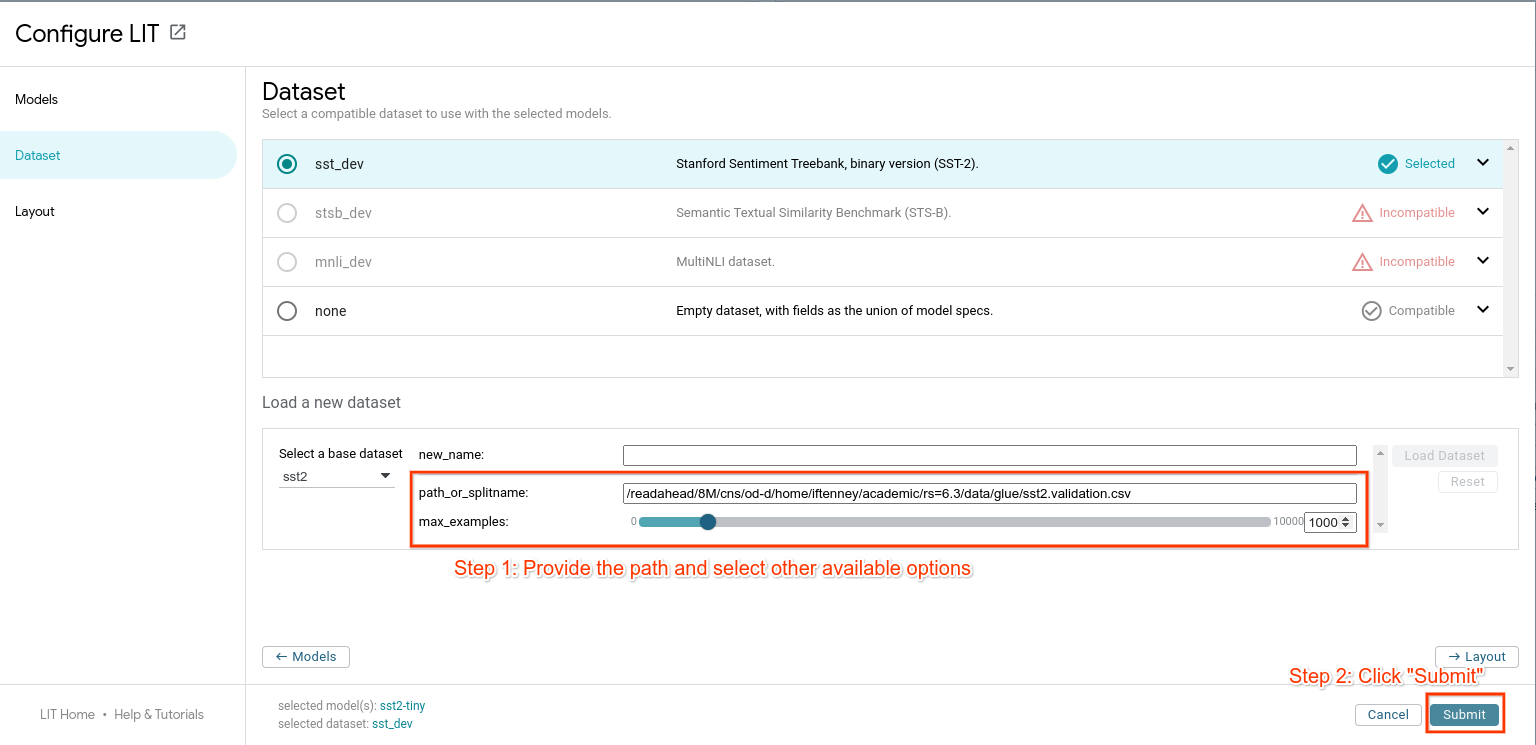 Configure LIT
Models
Dataset
Layout
Dataset
Select a compatible dataset to use with the selected models.
sst_dev Stanford Sentiment Treebank, binary version (SST-2). Selected
stsb_dev Semantic Textual Similarity Benchmark (STS-B). Incompatible
mnli_dev MultiNLI dataset. Incompatible
none Empty dataset, with fields as the union of model specs. Compatible
Load a new dataset
Select a base dataset new_name: Load Dataset
sst2 Reset
path_or_splitname: /readahead/8M/cns/od-d/home/iftenney/academic/rs=6.3/data/glue/sst2.validation.csv
max_examples: 0 10000 1000
Step 1: Provide the path and select other available options
← Models → Layout
Step 2: Click "Submit"
LIT Home • Help & Tutorials
selected model(s): sst2-tiny
selected dataset: sst_dev
Cancel Submit